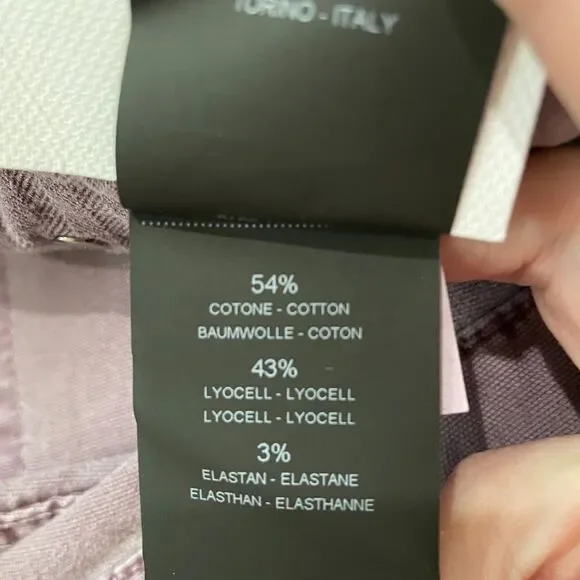 TORINO - ITALY
54%
COTONE - COTTON
BAUMWOLLE - COTON
43%
LYOCELL - LYOCELL
LYOCELL - LYOCELL
3%
ELASTAN - ELASTANE
ELASTHAN - ELASTHANNE